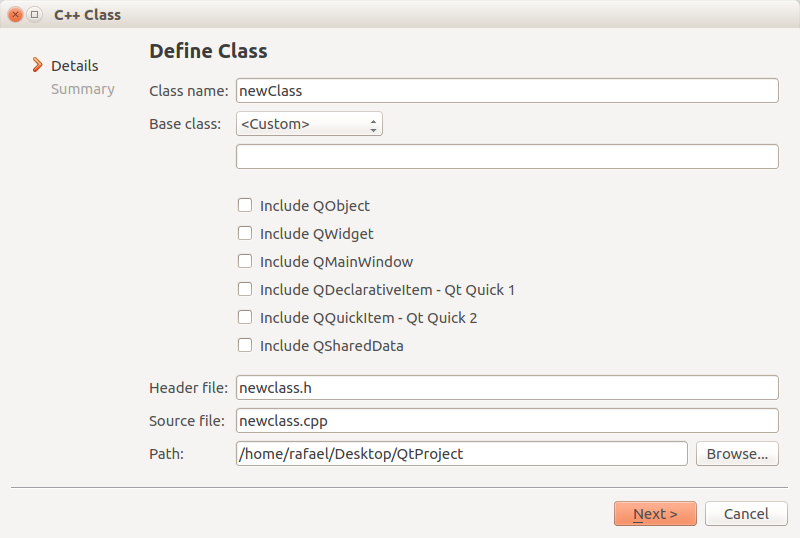 C++ Class
Define Class
Details
Summary
Class name: newClass
Base class: <Custom>
Include QObject
Include QWidget
Include QMainWindow
Include QDeclarativeItem - Qt Quick 1
Include QQuickItem - Qt Quick 2
Include QSharedData
Header file: newclass.h
Source file: newclass.cpp
Path: /home/rafael/Desktop/QtProject Browse...
Next > Cancel